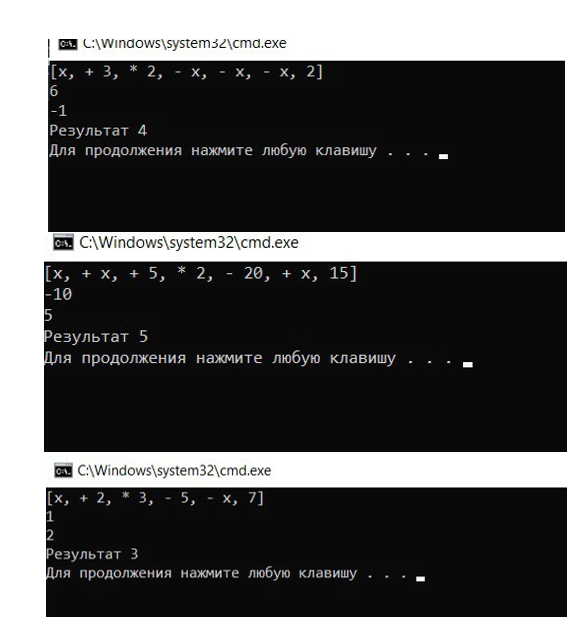 C:\Windows\system32\cmd.exe
[x, + 3, * 2, - x, - x, - x, 2]
6
-1
Результат 4
Для продолжения нажмите любую клавишу . . .
C:\Windows\system32\cmd.exe
[x, + x, + 5, * 2, - 20, + x, 15]
-10
5
Результат 5
Для продолжения нажмите любую клавишу . . .
C:\Windows\system32\cmd.exe
[x, + 2, * 3, - 5, - x, 7]
1
2
Результат 3
Для продолжения нажмите любую клавишу . . .